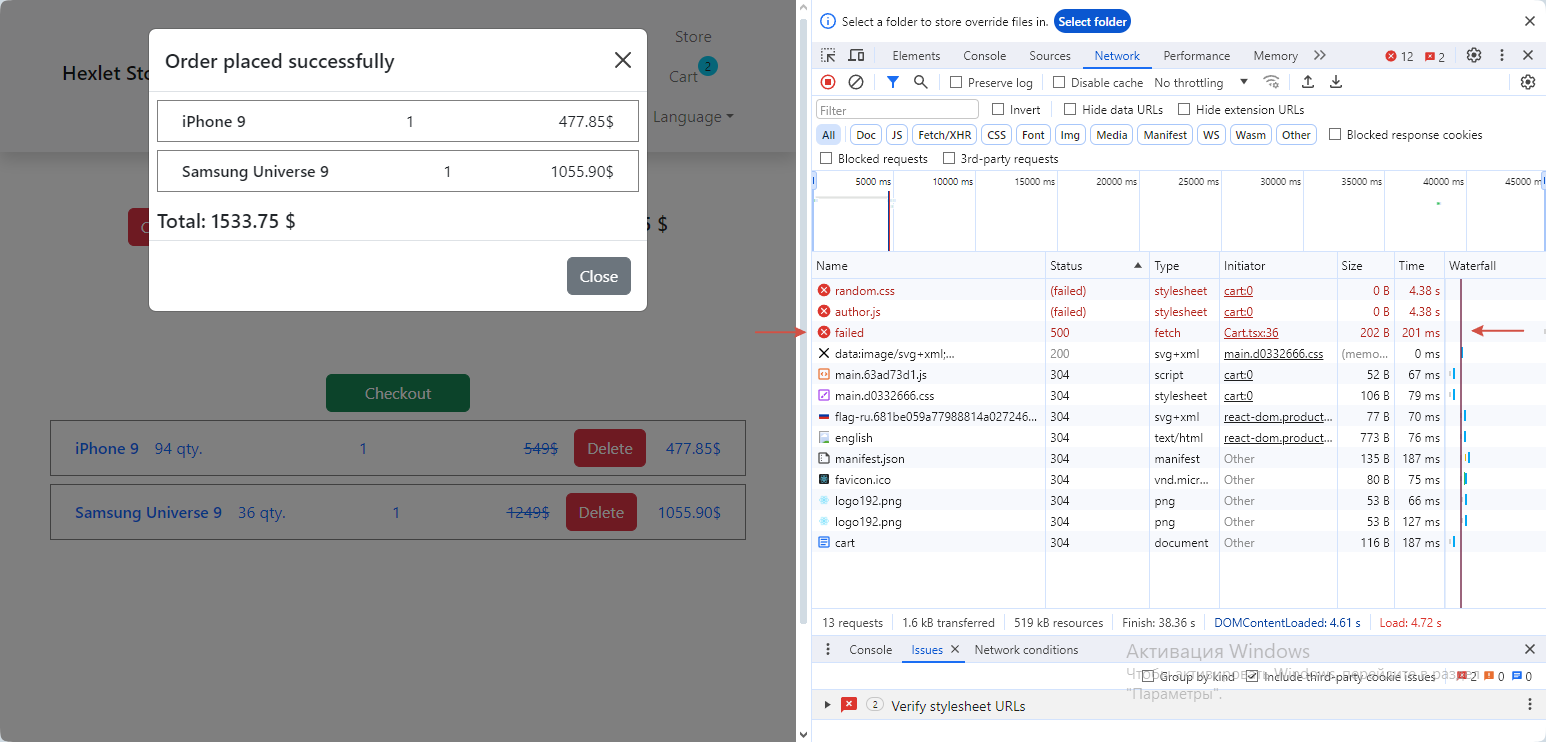 Hexlet Sto
Store
Cart
2
Language
Order placed successfully
iPhone 9 1 477.85$
Samsung Universe 9 1 1055.90$
Total: 1533.75 $
$
Close
Checkout
iPhone 9 94 qty. 1 549$ Delete 477.85$
Samsung Universe 9 36 qty. 1 1249$ Delete 1055.90$
Select a folder to store override files in. Select folder
Elements Console Sources Network Performance Memory 12 2
Preserve log Disable cache No throttling
Filter Invert Hide data URLs Hide extension URLs
All Doc JS Fetch/XHR CSS Font Img Media Manifest WS Wasm Other Blocked response cookies
Blocked requests 3rd-party requests
5000 ms 10000 ms 15000 ms 20000 ms 25000 ms 30000 ms 35000 ms 40000 ms 45000 m
Name Status Type Initiator Size Time Waterfall
random.css (failed) stylesheet cart:0 0 B 4.38 s
author.js (failed) stylesheet cart:0 0 B 4.38 s
failed 500 fetch Cart.tsx:36 202 B 201 ms
data:image/svg+xml;... 200 svg+xml main.d0332666.css (memo... 0 ms
main.63ad73d1.js 304 script cart:0 52 B 67 ms
main.d0332666.css 304 stylesheet cart:0 106 B 79 ms
flag-ru.681be059a77988814a027246... 304 svg+xml react-dom.product... 77 B 70 ms
english 304 text/html react-dom.product... 773 B 76 ms
manifest.json 304 manifest Other 135 B 187 ms
favicon.ico 304 vnd.micr... Other 80 B 75 ms
logo192.png 304 png Other 53 B 66 ms
logo192.png 304 png Other 53 B 127 ms
cart 304 document Other 116 B 187 ms
13 requests 1.6 kB transferred 519 kB resources Finish: 38.36 s DOMContentLoaded: 4.61 s Load: 4.72 s
Console Issues Network conditions
Активация Windows
Чтобы активировать Windows, перейдите в раздел
"Параметры".
Group by kind Include third-party cookie issues 2 0 0
2 Verify stylesheet URLs